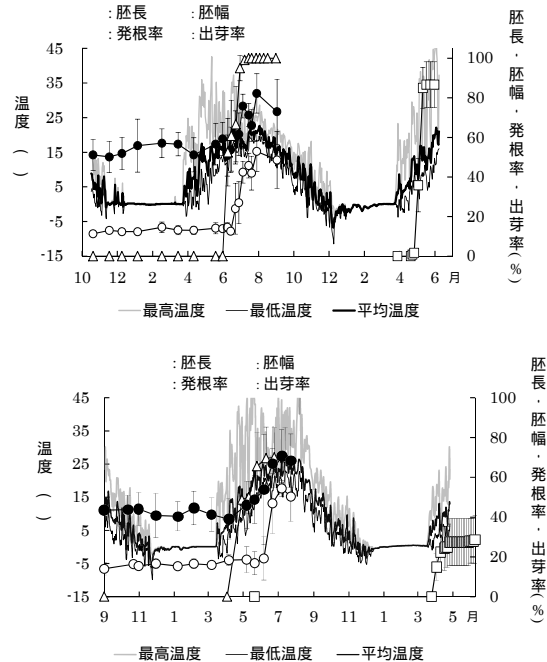 ：胚長　：胚幅
：発根率　：出芽率
温度（　）
胚長・胚幅・発根率・出芽率(％)
45 100
35 80
25 60
15 40
5 20
-5 0
-15
10 12 2 4 6 8 10 12 2 4 6 月
最高温度 最低温度 平均温度
：胚長　：胚幅
：発根率　：出芽率
温度（　）
胚長・胚幅・発根率・出芽率(％)
45 100
35 80
25 60
15 40
5 20
-5 0
-15
9 11 1 3 5 7 9 11 1 3 5 月
最高温度 最低温度 平均温度